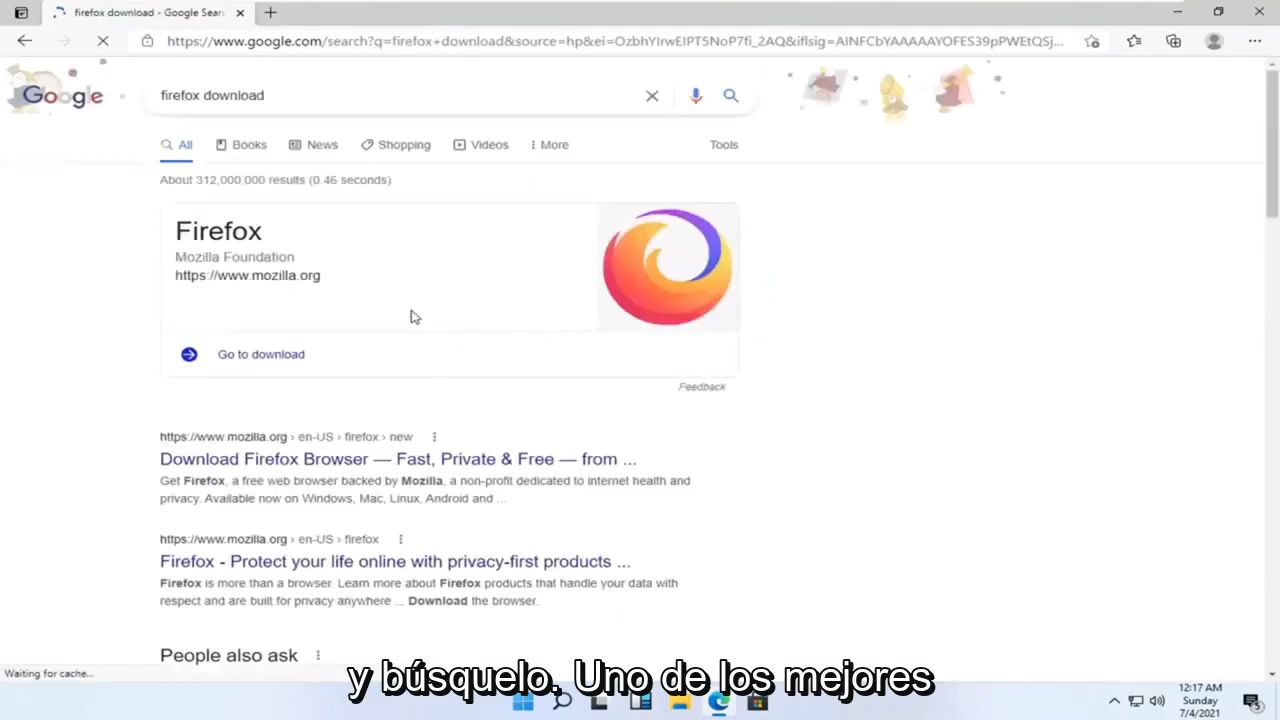 firefox download - Google Sear
https://www.google.com/search?q=firefox+download&source=hp&ei=OzbhYIrwEIPT5NoP7fi_2AQ&iflsig=AINFCbYAAAAAYOFES39pPWEtQSj...
Google
firefox download
All Books News Shopping Videos More Tools
About 312,000,000 results (0.46 seconds)
Firefox
Mozilla Foundation
https://www.mozilla.org
Go to download
Feedback
https://www.mozilla.org › en-US › firefox › new
Download Firefox Browser — Fast, Private & Free — from ...
Get Firefox, a free web browser backed by Mozilla, a non-profit dedicated to internet health and
privacy. Available now on Windows, Mac, Linux, Android and ...
https://www.mozilla.org › en-US › firefox
Firefox - Protect your life online with privacy-first products ...
Firefox is more than a browser. Learn more about Firefox products that handle your data with
respect and are built for privacy anywhere ... Download the browser.
People also ask
Waiting for cache...
y búsquelo. Uno de los mejores
12:17 AM
Sunday
7/4/2021
5